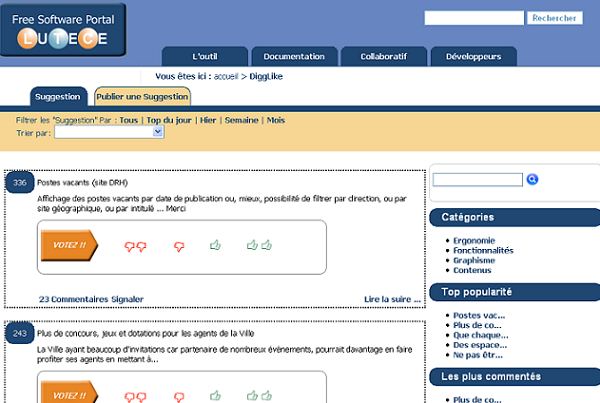 Free Software Portal
LUTECE
Rechercher
L'outil
Documentation
Collaboratif
Développeurs
Vous êtes ici : accueil > DiggLike
Suggestion
Publier une Suggestion
Filtrer les "Suggestion" Par : Tous | Top du jour | Hier | Semaine | Mois
Trier par:
336
Postes vacants (site DRH)
Affichage des postes vacants par date de publication ou, mieux, possibilité de filtrer par direction, ou par
site géographique, ou par intitulé ... Merci
VOTEZ !!
23 Commentaires Signaler
Lire la suire ...
243
Plus de concours, jeux et dotations pour les agents de la Ville
La Ville ayant beaucoup d'invitations car partenaire de nombreux événements, pourrait davantage en faire
profiter ses agents en mettant à...
VOTEZ !!
Catégories
Ergonomie
Fonctionnalités
Graphisme
Contenus
Top popularité
Postes vac...
Plus de co...
Que chaque...
Des espace...
Ne pas êtr...
Les plus commentés
Plus de co...